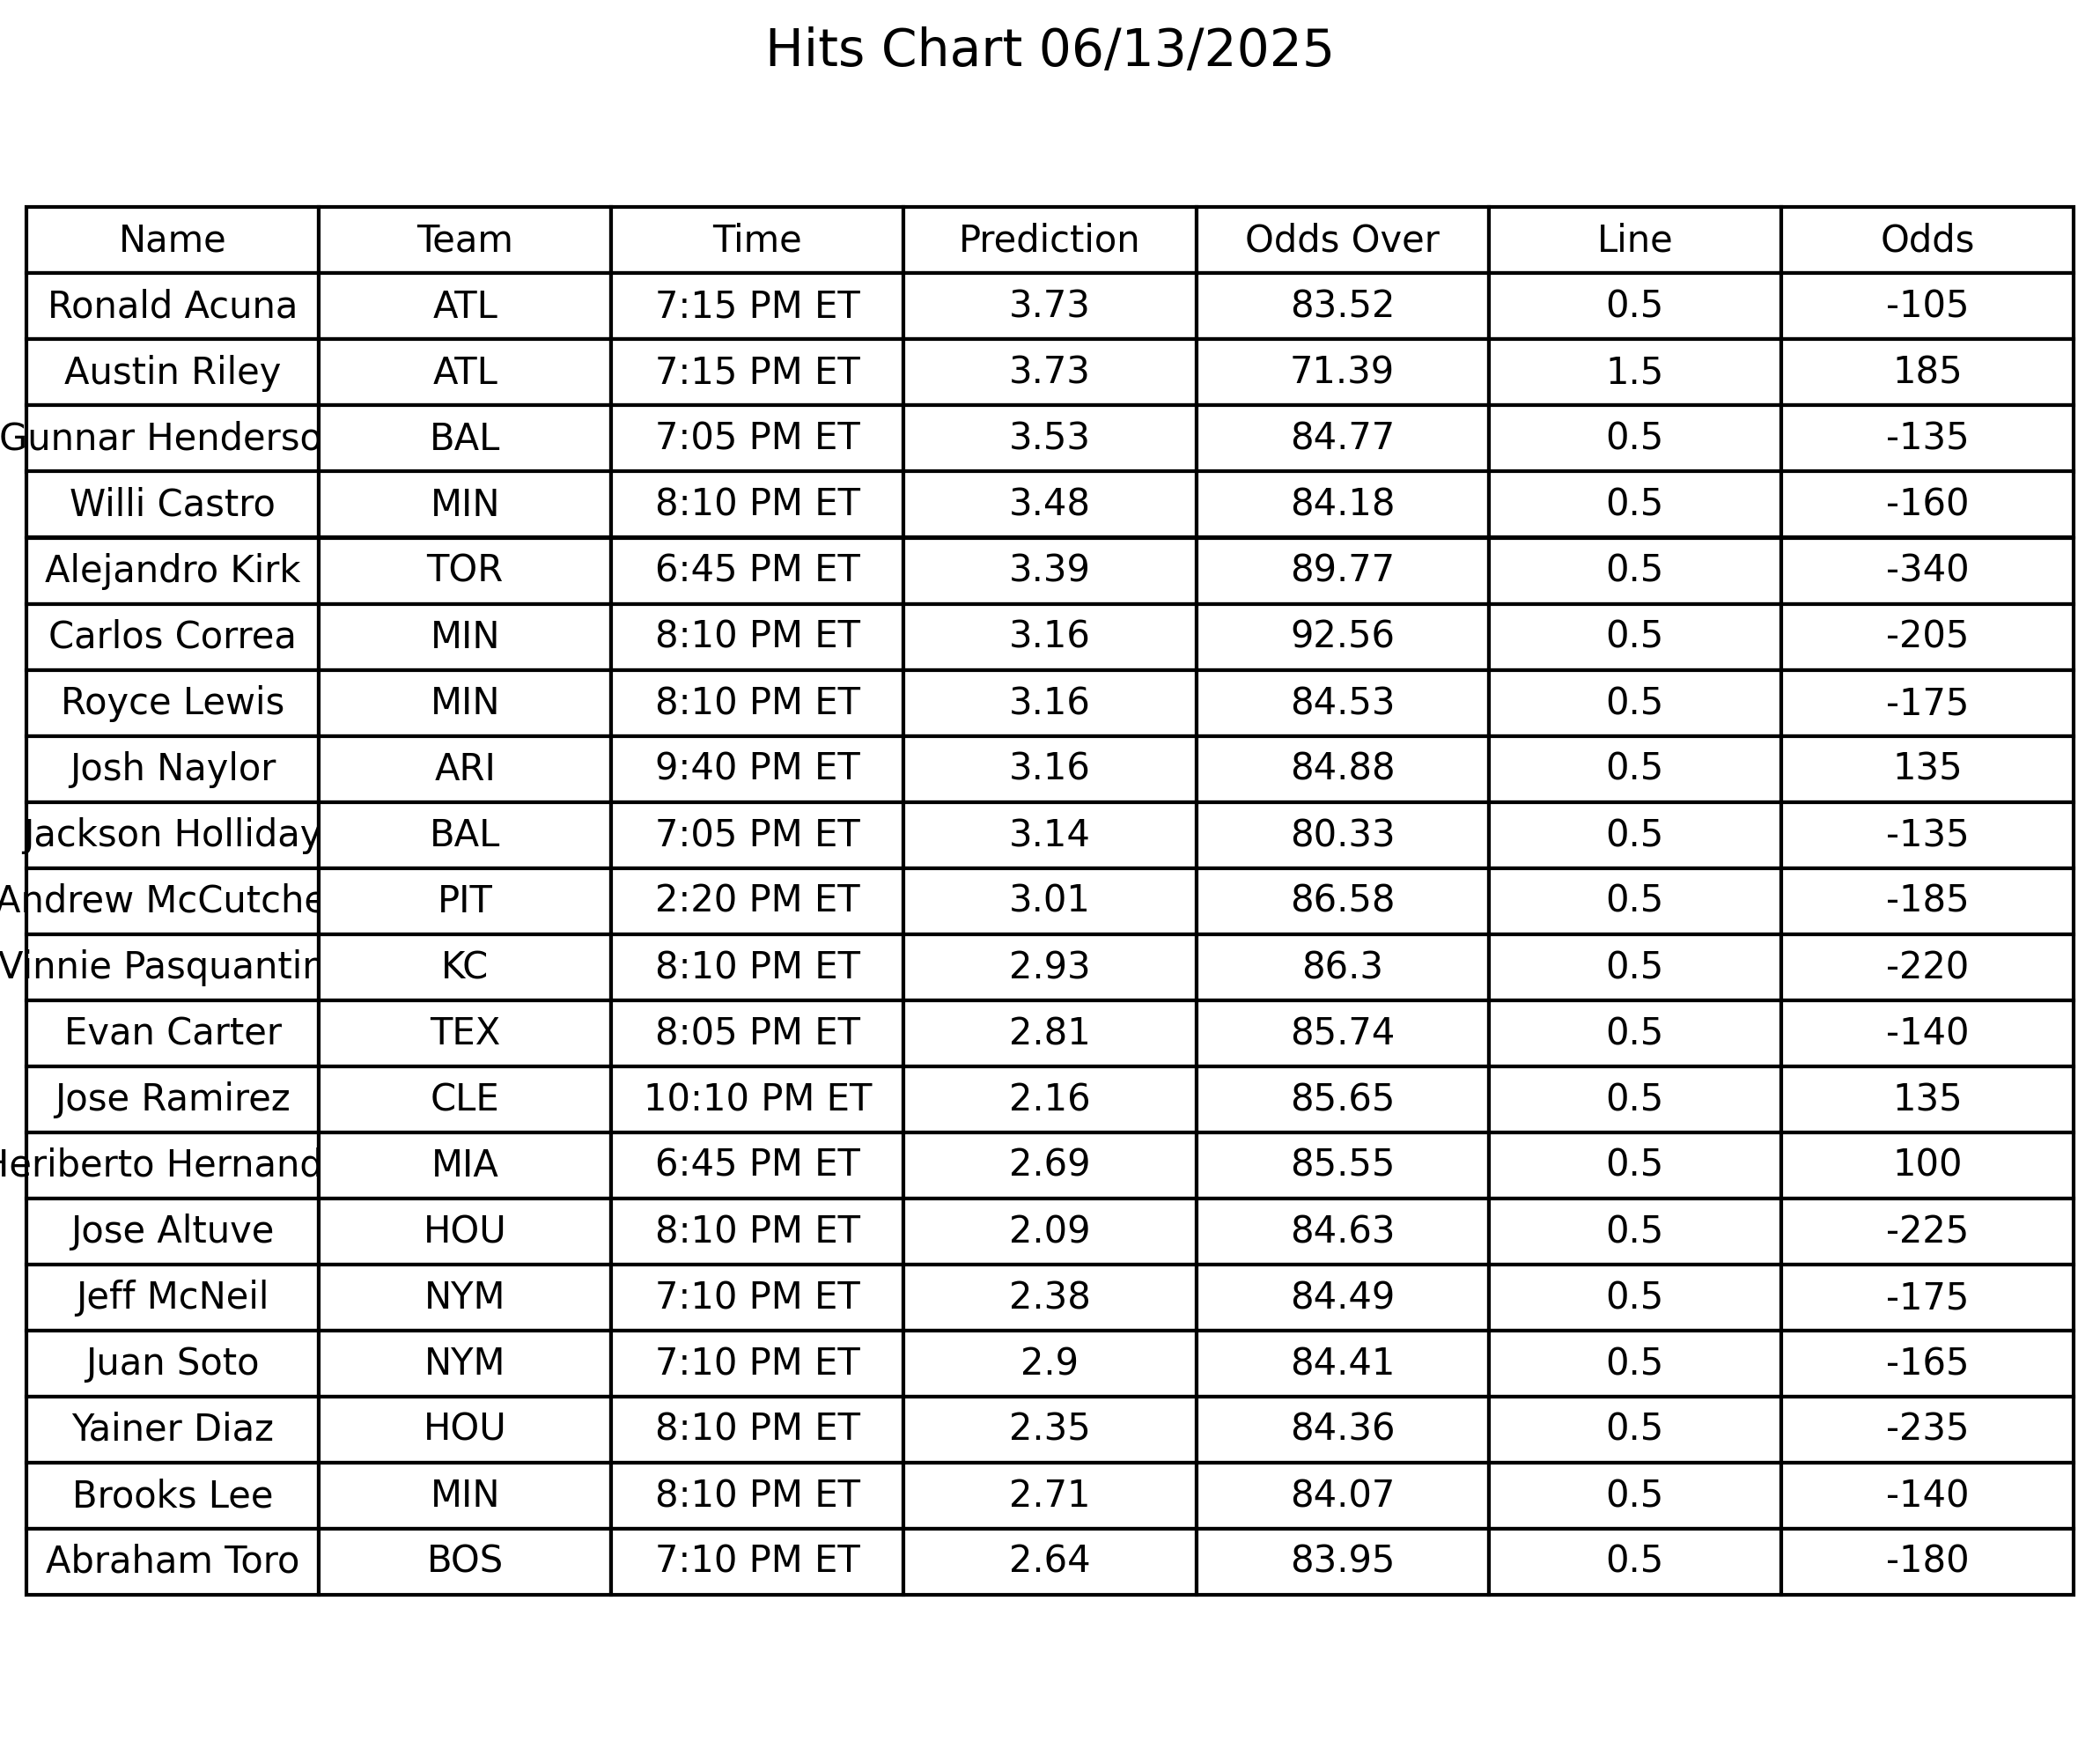 Hits Chart 06/13/2025
Name Team Time Prediction Odds Over Line Odds
Ronald Acuna ATL 7:15 PM ET 3.73 83.52 0.5 -105
Austin Riley ATL 7:15 PM ET 3.73 71.39 1.5 185
Gunnar Henderso BAL 7:05 PM ET 3.53 84.77 0.5 -135
Willi Castro MIN 8:10 PM ET 3.48 84.18 0.5 -160
Alejandro Kirk TOR 6:45 PM ET 3.39 89.77 0.5 -340
Carlos Correa MIN 8:10 PM ET 3.16 92.56 0.5 -205
Royce Lewis MIN 8:10 PM ET 3.16 84.53 0.5 -175
Josh Naylor ARI 9:40 PM ET 3.16 84.88 0.5 135
Jackson Holliday BAL 7:05 PM ET 3.14 80.33 0.5 -135
Andrew McCutche PIT 2:20 PM ET 3.01 86.58 0.5 -185
Vinnie Pasquantin KC 8:10 PM ET 2.93 86.3 0.5 -220
Evan Carter TEX 8:05 PM ET 2.81 85.74 0.5 -140
Jose Ramirez CLE 10:10 PM ET 2.16 85.65 0.5 135
Heriberto Hernand MIA 6:45 PM ET 2.69 85.55 0.5 100
Jose Altuve HOU 8:10 PM ET 2.09 84.63 0.5 -225
Jeff McNeil NYM 7:10 PM ET 2.38 84.49 0.5 -175
Juan Soto NYM 7:10 PM ET 2.9 84.41 0.5 -165
Yainer Diaz HOU 8:10 PM ET 2.35 84.36 0.5 -235
Brooks Lee MIN 8:10 PM ET 2.71 84.07 0.5 -140
Abraham Toro BOS 7:10 PM ET 2.64 83.95 0.5 -180